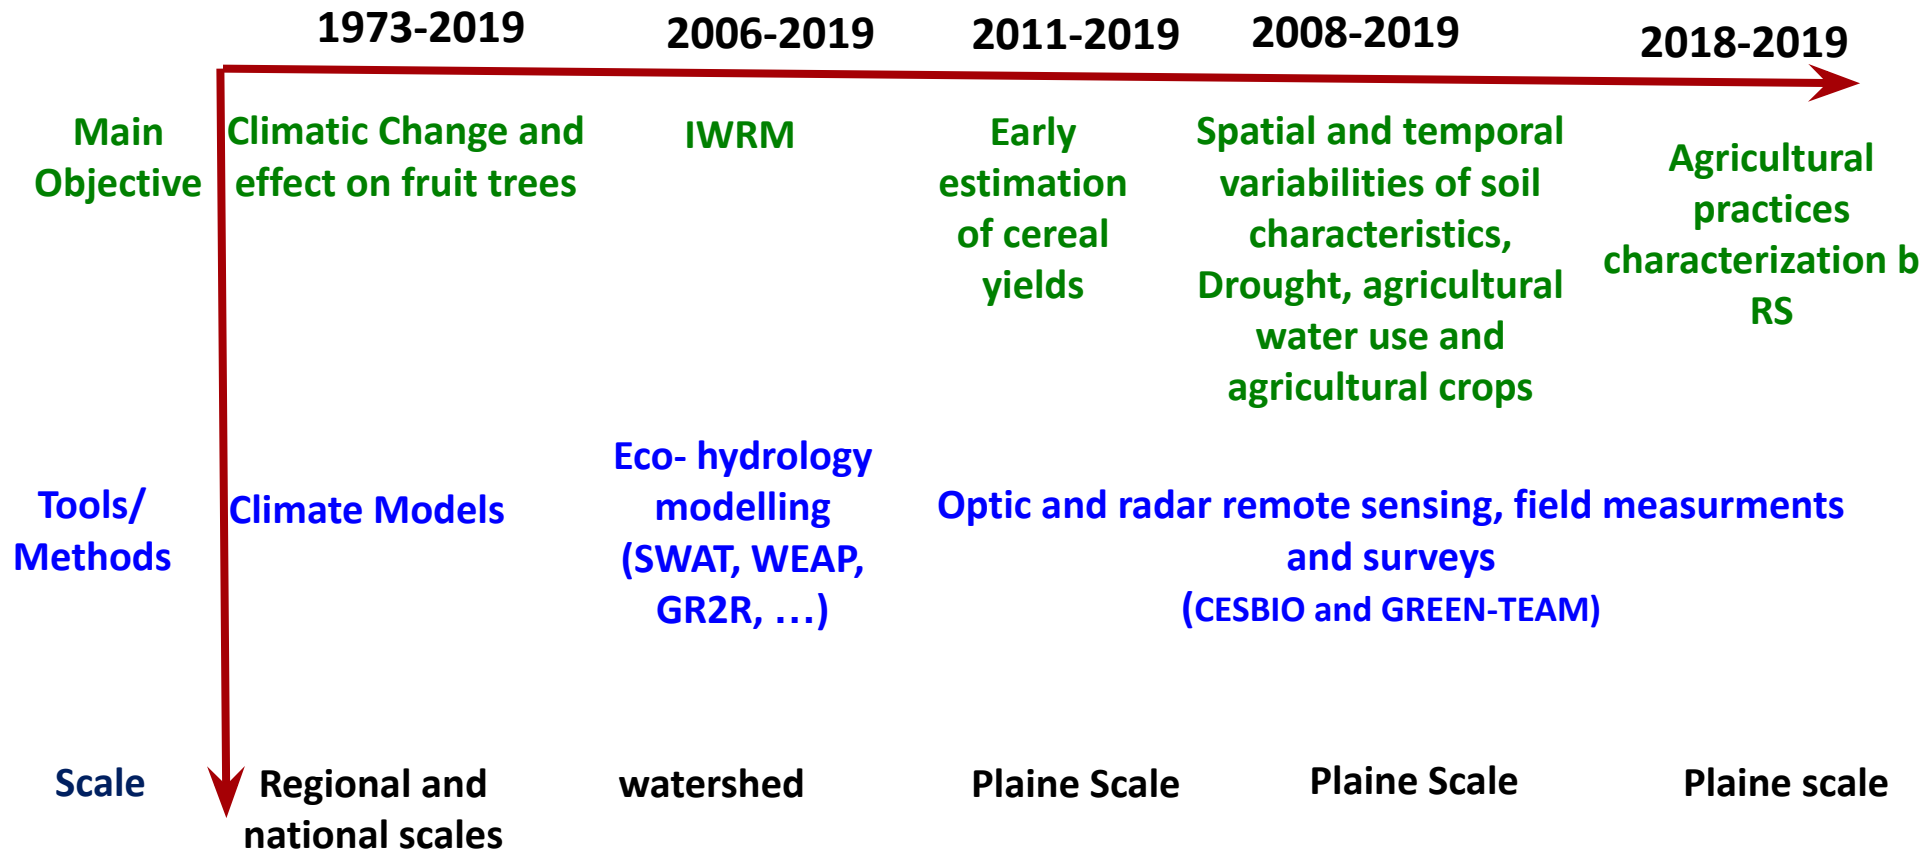 1973-2019
2006-2019
2011-2019
2008-2019
2018-2019
Main
Objective
Climatic Change and
effect on fruit trees
IWRM
Early
estimation
of cereal
yields
Spatial and temporal
variabilities of soil
characteristics,
Drought, agricultural
water use and
agricultural crops
Agricultural
practices
characterization b
RS
Tools/
Methods
Climate Models
Eco- hydrology
modelling
(SWAT, WEAP,
GR2R, ...)
Optic and radar remote sensing, field measurments
and surveys
(CESBIO and GREEN-TEAM)
Scale
Regional and
national scales
watershed
Plaine Scale
Plaine Scale
Plaine scale